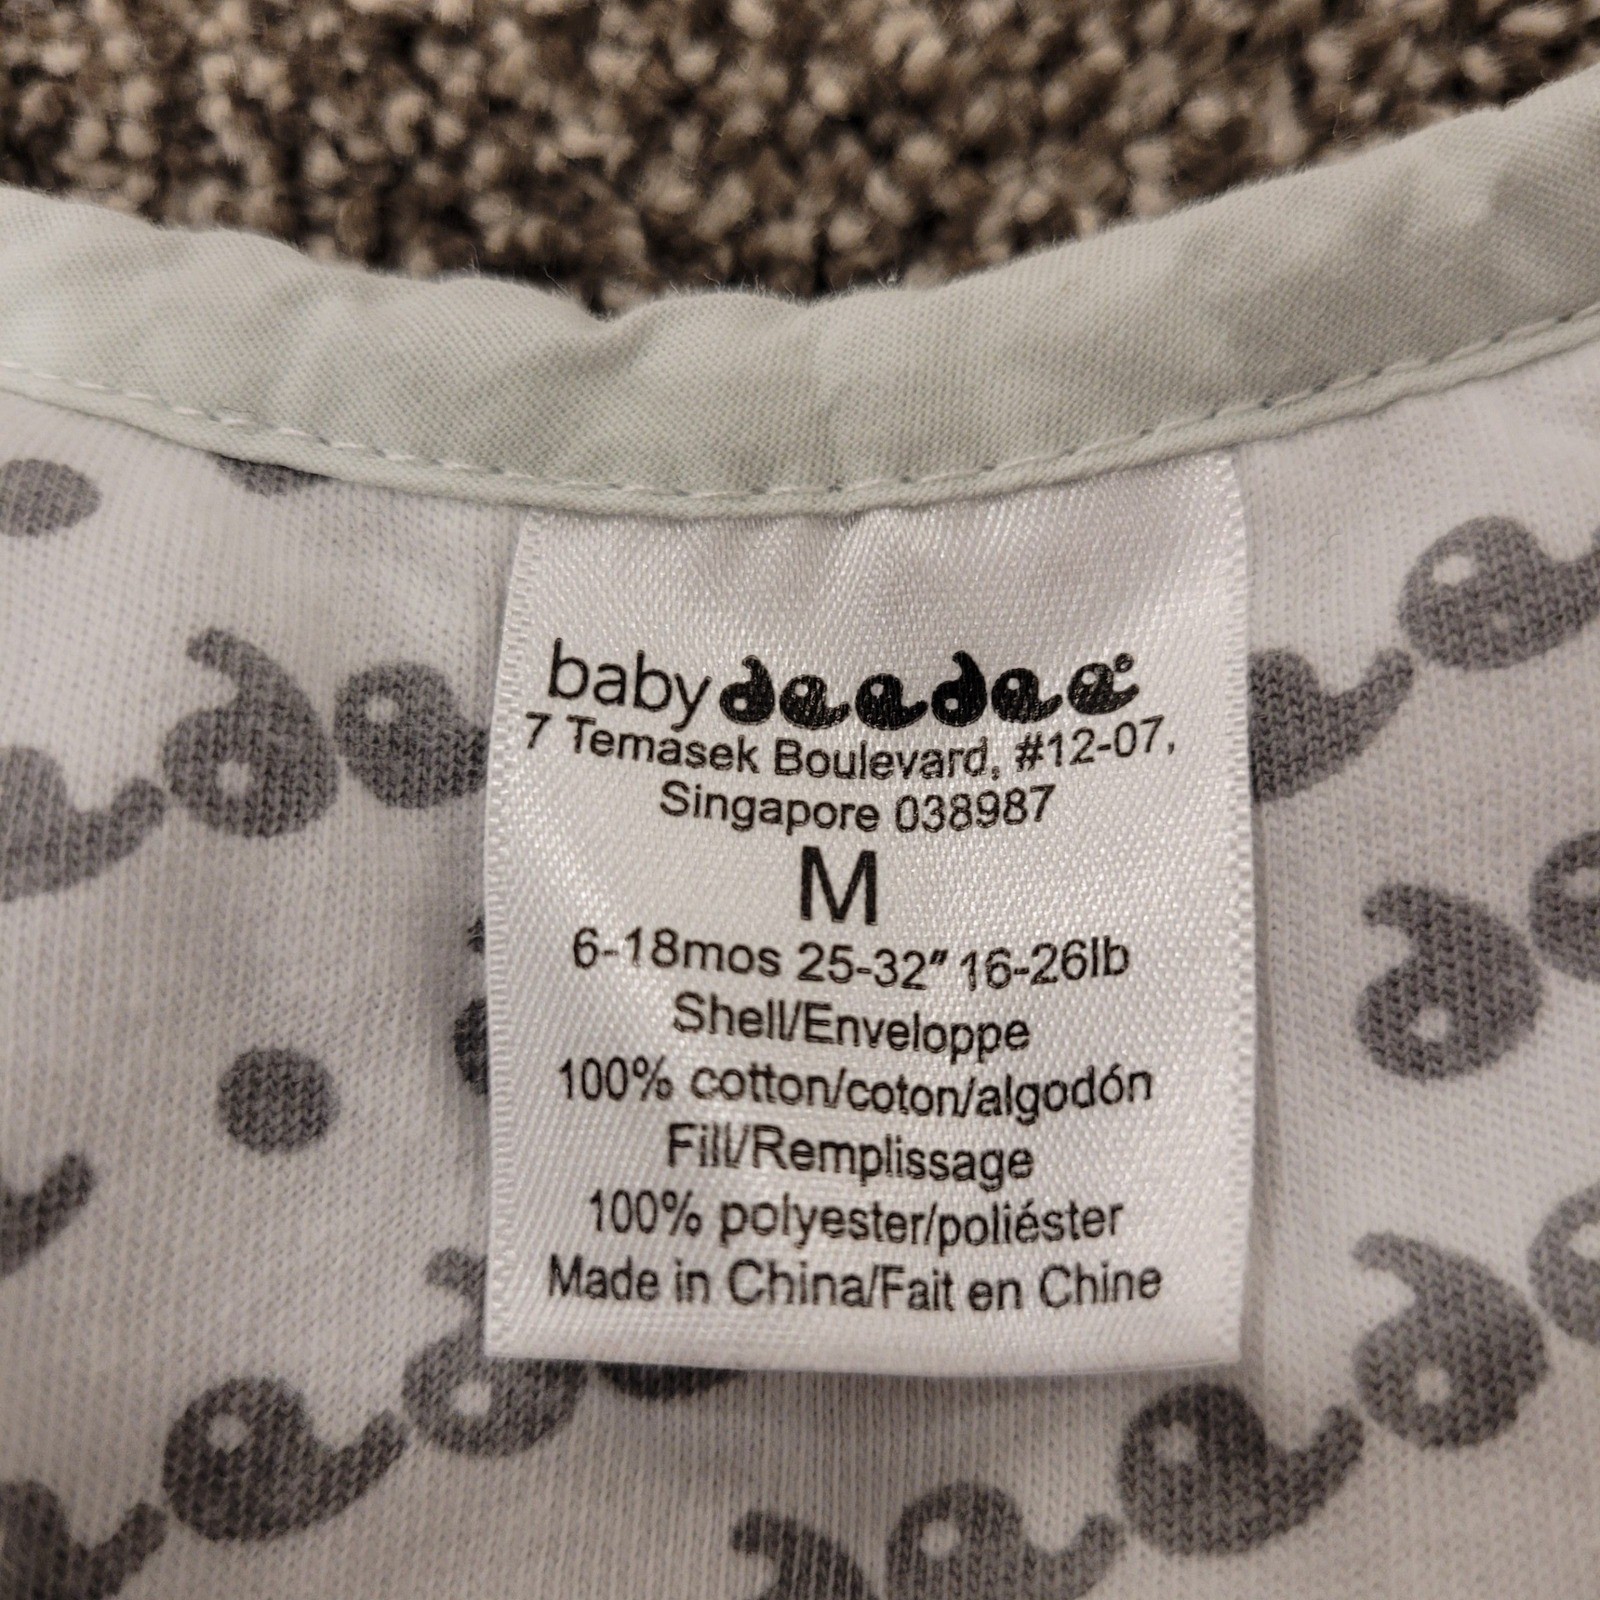 baby deedee
7 Temasek Boulevard, #12-07,
Singapore 038987
M
6-18mos 25-32" 16-26lb
Shell/Enveloppe
100% cotton/coton/algodón
Fill/Remplissage
100% polyester/poliéster
Made in China/Fait en Chine